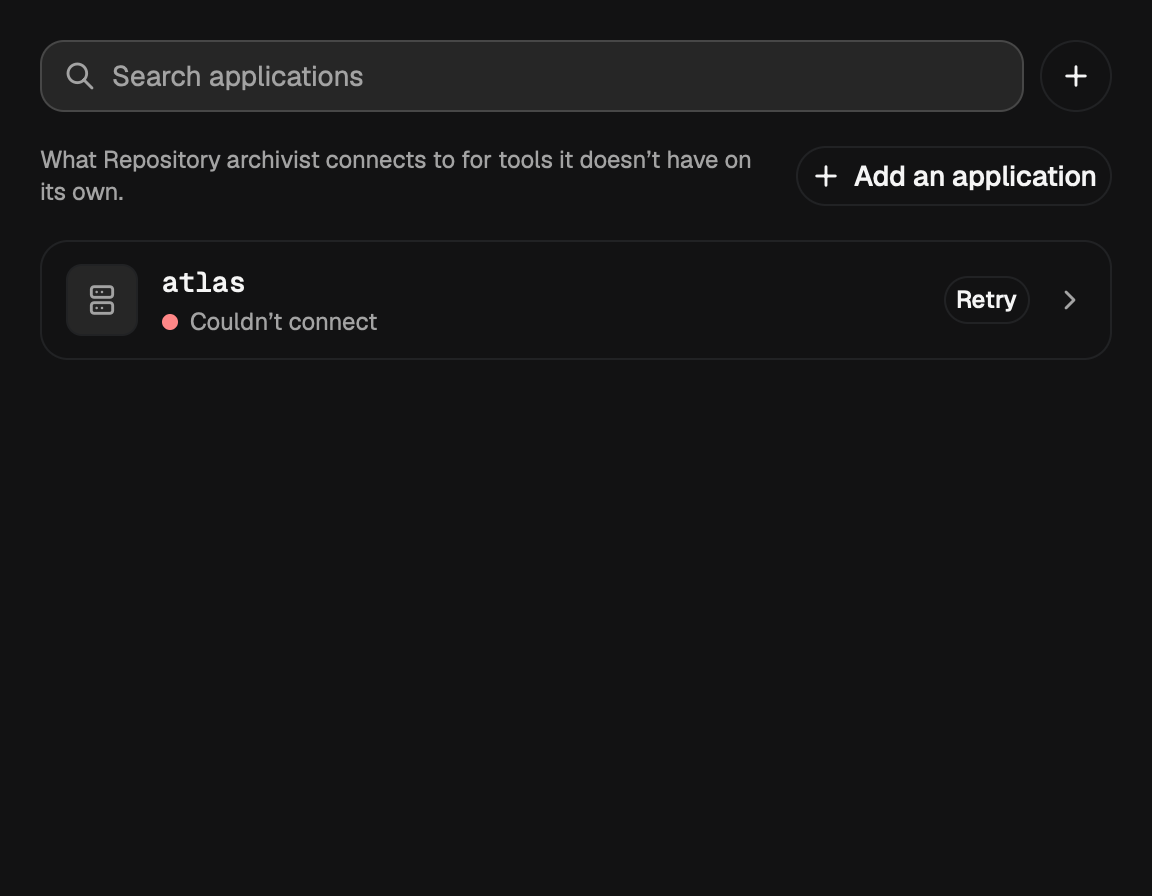 Search applications
What Repository archivist connects to for tools it doesn’t have on
its own.
Add an application
atlas
Couldn’t connect
Retry